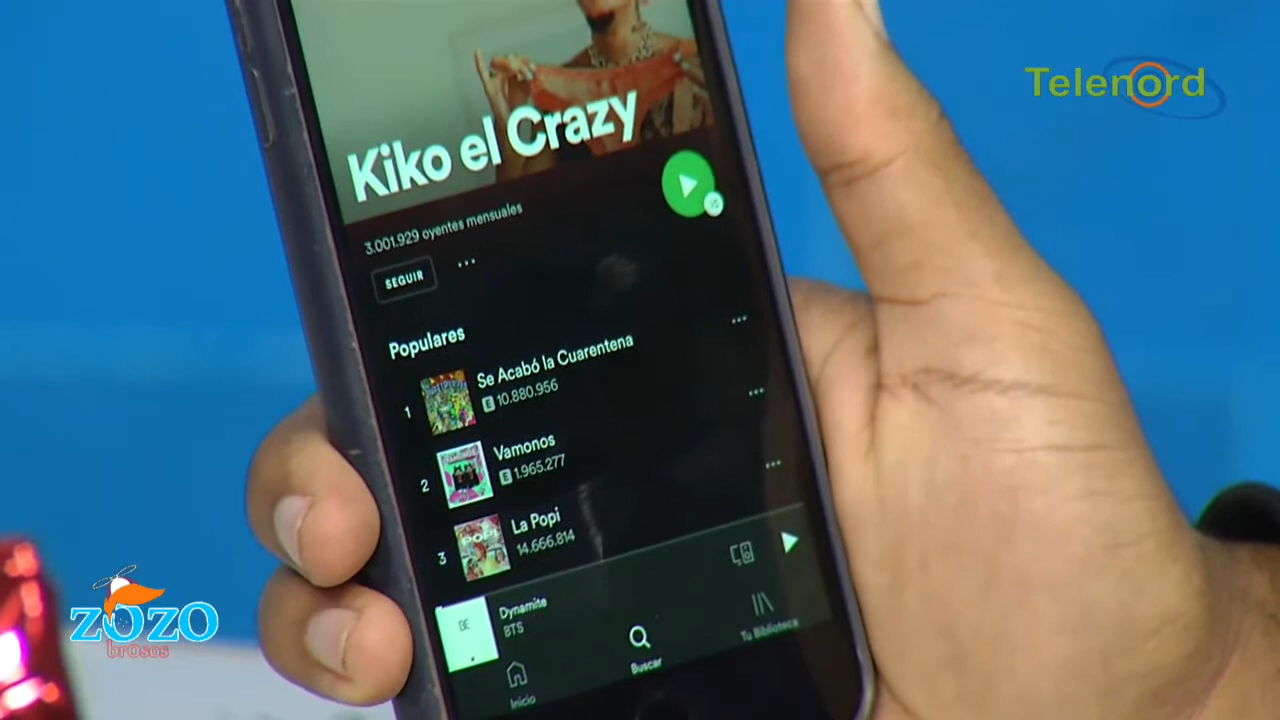 Telenord
Kiko el Crazy
3.001.929 oyentes mensuales
SEGUIR
Populares
1
Se Acabó la Cuarentena
E 10.880.956
2
Vamonos
E 1.965.277
3
POPI
La Popi
14.666.814
BE
Dynamite
BTS
Inicio
Buscar
Tu Biblioteca
ZOZO
brosos